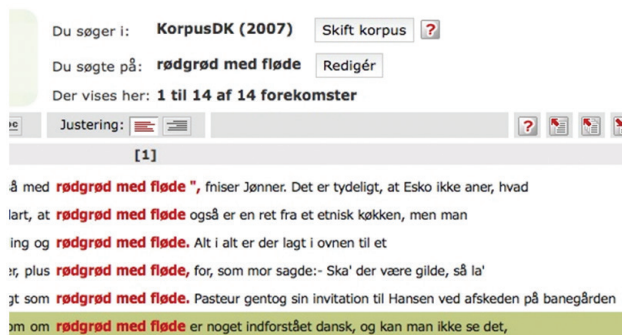 Du søger i: KorpusDK (2007) Skift korpus ?
Du søgte på: rødgrød med fløde Redigér
Der vises her: 1 til 14 af 14 forekomster
Justering: ?
[1]
med rødgrød med fløde ", fniser Jønner. Det er tydeligt, at Esko ikke aner, hvad
at rødgrød med fløde også er en ret fra et etnisk køkken, men man
og rødgrød med fløde. Alt i alt er der lagt i ovnen til et
plus rødgrød med fløde, for, som mor sagde:- Ska' der være gilde, så la'
som rødgrød med fløde. Pasteur gentog sin invitation til Hansen ved afskeden på banegården
om rødgrød med fløde er noget indforstået dansk, og kan man ikke se det,